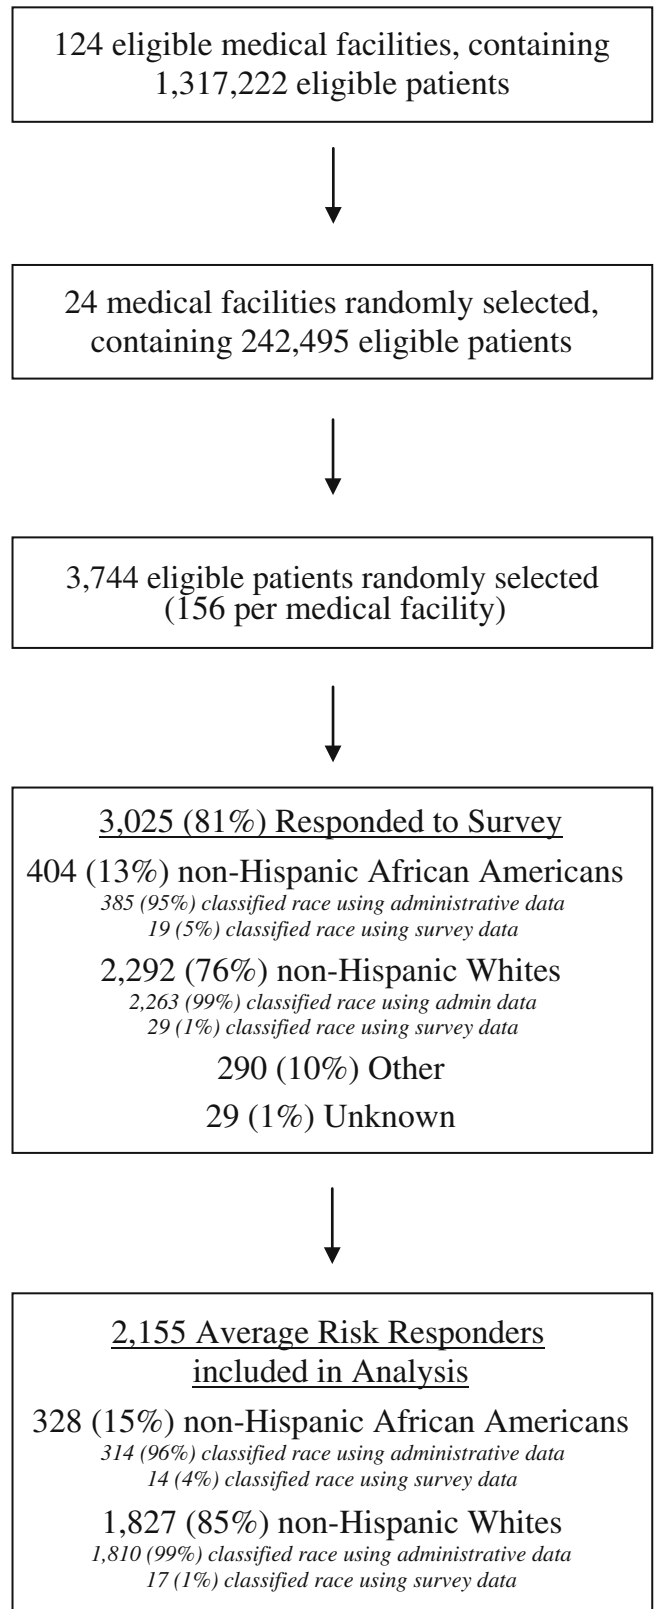 124 eligible medical facilities, containing
1,317,222 eligible patients
24 medical facilities randomly selected,
containing 242,495 eligible patients
3,744 eligible patients randomly selected
(156 per medical facility)
3,025 (81%) Responded to Survey
404 (13%) non-Hispanic African Americans
385 (95%) classified race using administrative data
19 (5%) classified race using survey data
2,292 (76%) non-Hispanic Whites
2,263 (99%) classified race using admin data
29 (1%) classified race using survey data
290 (10%) Other
29 (1%) Unknown
2,155 Average Risk Responders
included in Analysis
328 (15%) non-Hispanic African Americans
314 (96%) classified race using administrative data
14 (4%) classified race using survey data
1,827 (85%) non-Hispanic Whites
1,810 (99%) classified race using administrative data
17 (1%) classified race using survey data